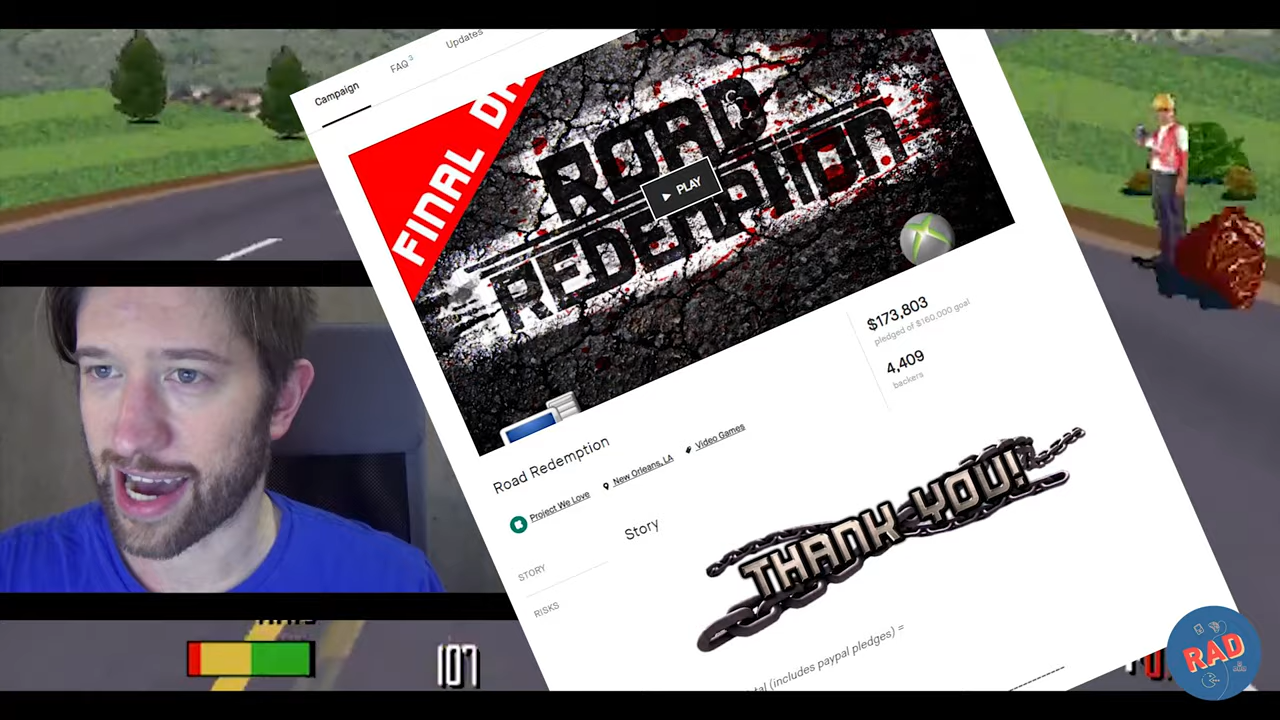 Campaign
FAQ 3
Updates
FINAL
ROAD
REDEMPTION
PLAY
$173,803
pledged of $160,000 goal
4,409
backers
Road Redemption
Project We Love
New Orleans, LA
Video Games
Story
STORY
RISKS
THANK YOU!
(includes paypal pledges) =
107
RAD